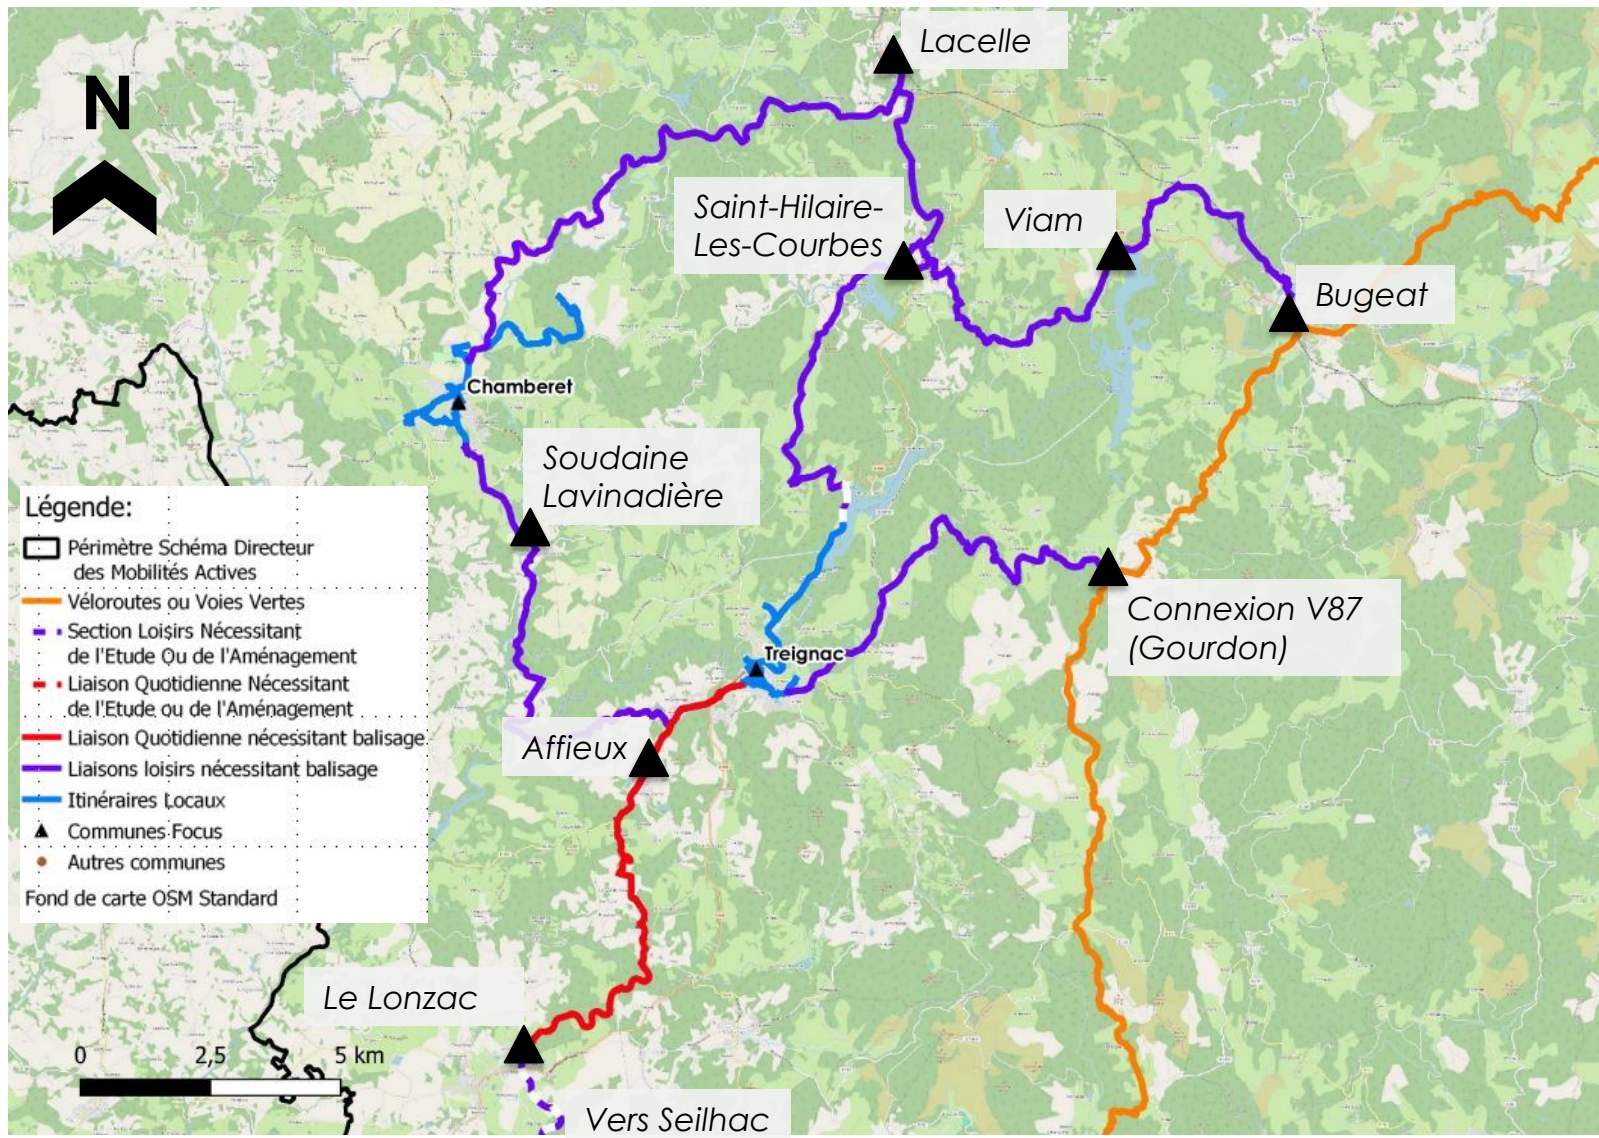 Lacelle
N
Saint-Hilaire-
Les-Courbes
Viam
Bugeat
Chamberet
Soudaine
Lavinadière
Légende:
Périmètre Schéma Directeur
des Mobilités Actives
Véloroutes ou Voies Vertes
Section Loisirs Nécessitant
de l'Etude Ou de l'Aménagement
Liaison Quotidienne Nécessitant
de l'Etude ou de l'Aménagement
Liaison Quotidienne nécessitant balisage
Liaisons loisirs nécessitant balisage
Itinéraires Locaux
Communes Focus
Autres communes
Fond de carte OSM Standard
Connexion V87
(Gourdon)
Treignac
Affieux
Le Lonzac
0 2,5 5 km
Vers Seilhac